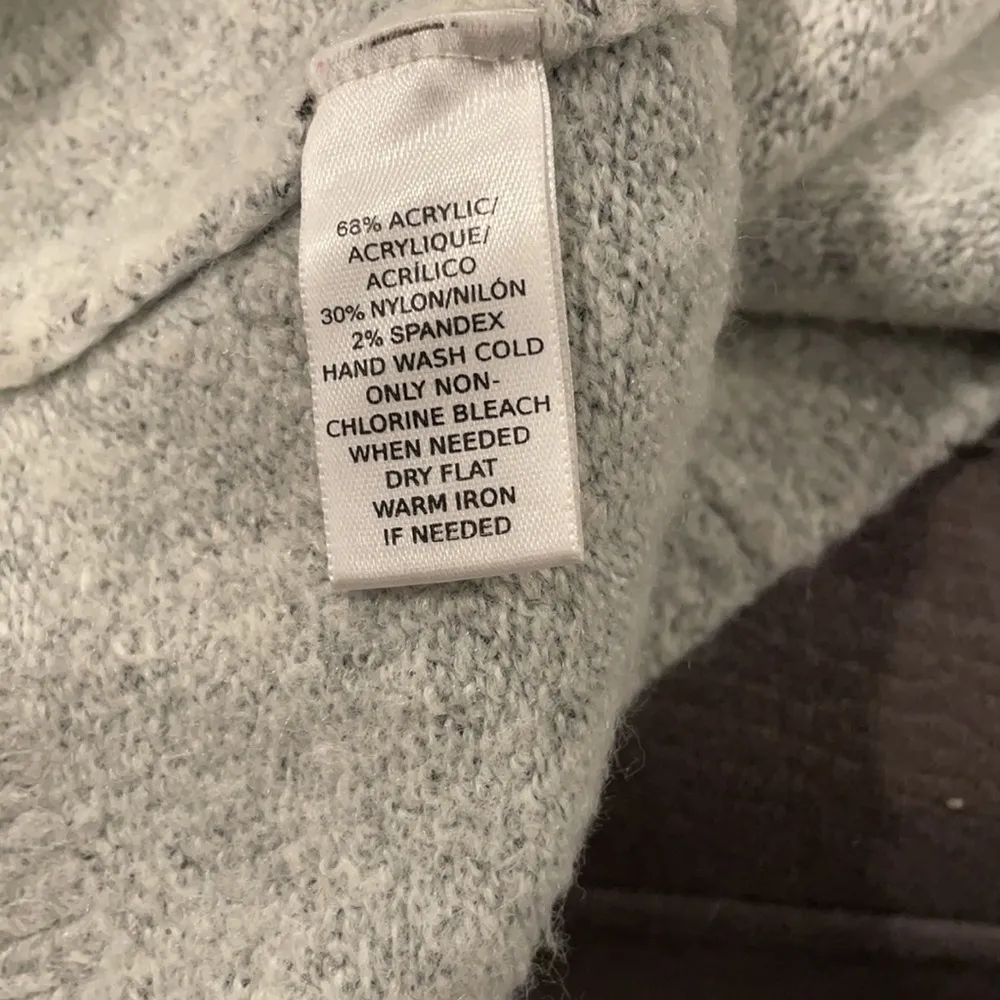 68% ACRYLIC/
ACRYLIQUE/
ACRÍLICO
30% NYLON/NILÓN
2% SPANDEX
HAND WASH COLD
ONLY NON-
CHLORINE BLEACH
WHEN NEEDED
DRY FLAT
WARM IRON
IF NEEDED